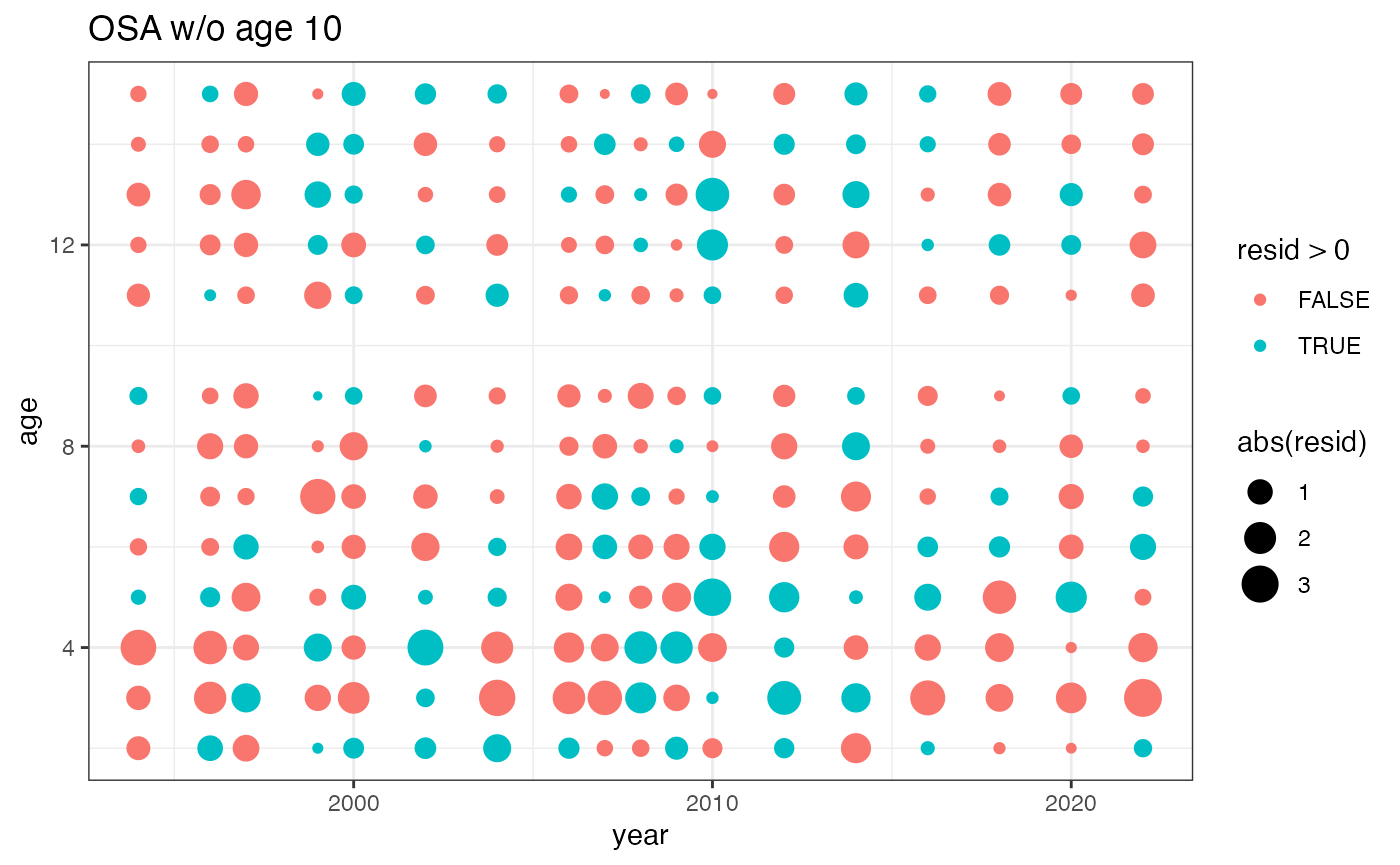 OSA w/o age 10
12
8
4
age
2000
2010
2020
year
resid > 0
FALSE
TRUE
abs(resid)
1
2
3